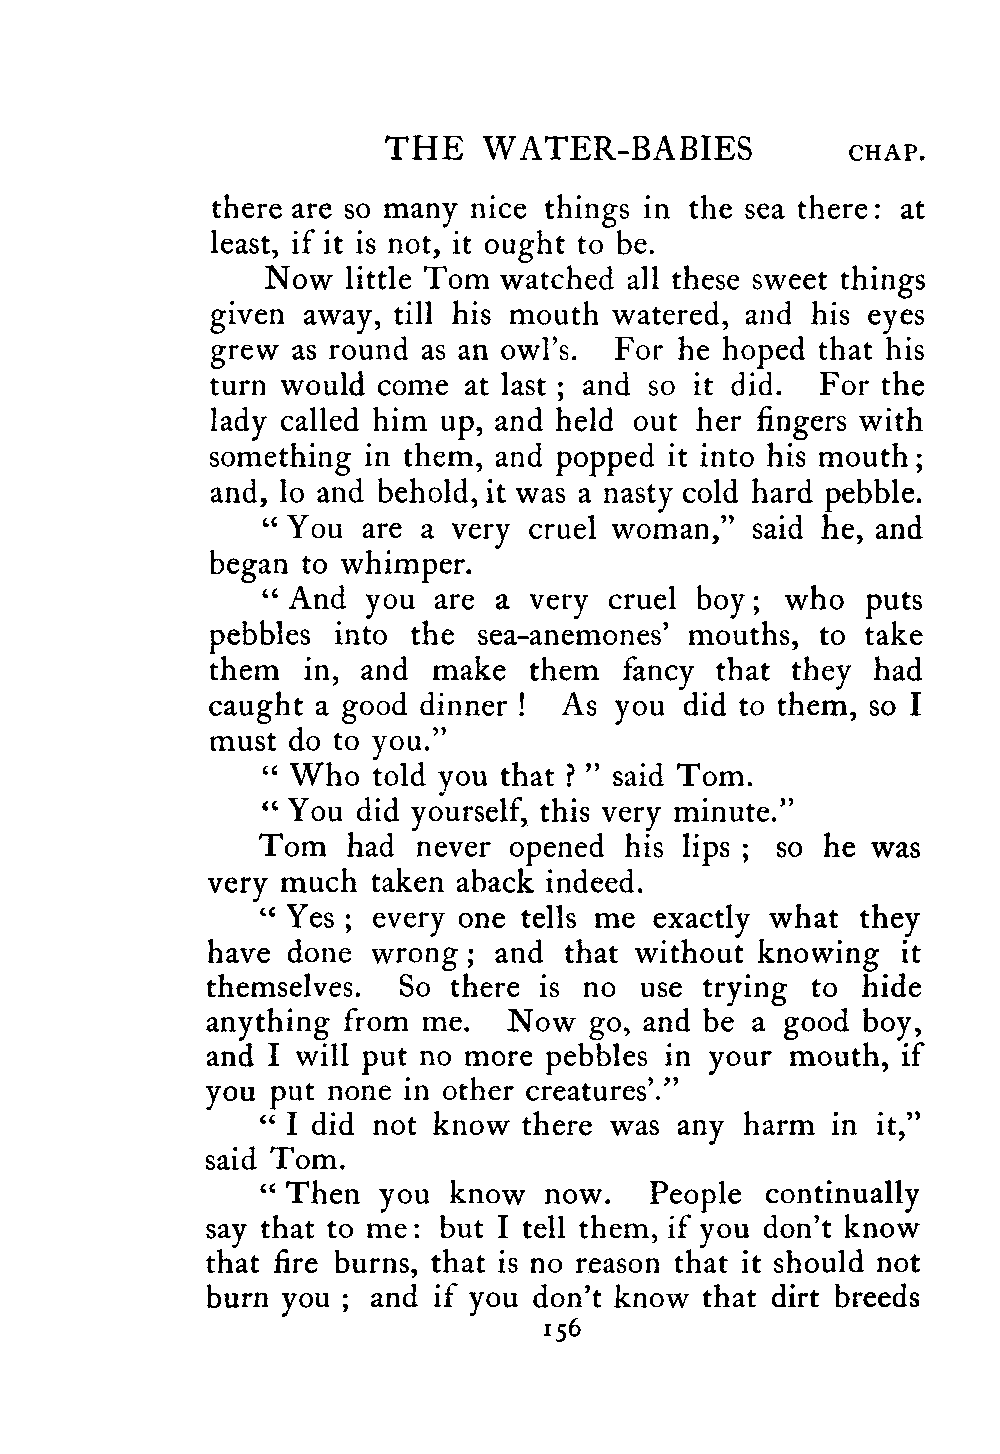 THE WATER-BABIES CHAP.
there are so many nice things in the sea there: at
least, if it is not, it ought to be.
Now little Tom watched all these sweet things
given away, till his mouth watered, and his eyes
grew as round as an owl's. For he hoped that his
turn would come at last ; and so it did. For the
lady called him up, and held out her fingers with
something in them, and popped it into his mouth ;
and, lo and behold, it was a nasty cold hard pebble.
“ You are a very cruel woman,” said he, and
began to whimper.
“ And you are a very cruel boy ; who puts
pebbles into the sea-anemones’ mouths, to take
them in, and make them fancy that they had
caught a good dinner ! As you did to them, so I
must do to you.”
“ Who told you that ? ” said Tom.
“ You did yourself, this very minute.”
Tom had never opened his lips ; so he was
very much taken aback indeed.
“ Yes ; every one tells me exactly what they
have done wrong ; and that without knowing it
themselves. So there is no use trying to hide
anything from me. Now go, and be a good boy,
and I will put no more pebbles in your mouth, if
you put none in other creatures’.”
“ I did not know there was any harm in it,”
said Tom.
“ Then you know now. People continually
say that to me: but I tell them, if you don’t know
that fire burns, that is no reason that it should not
burn you ; and if you don’t know that dirt breeds
156